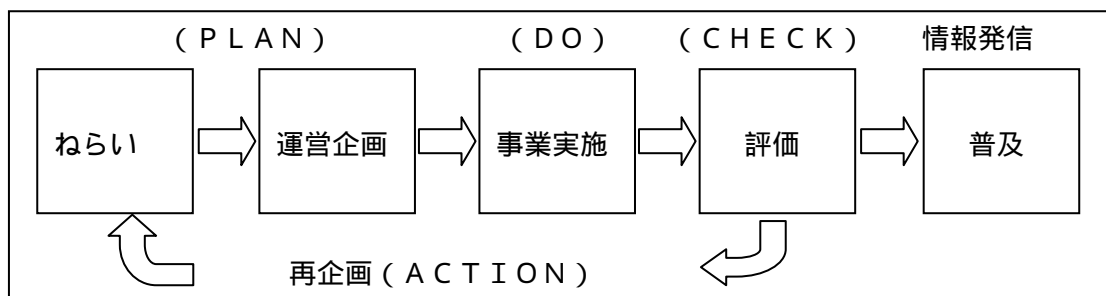 （ＰＬＡＮ） （ＤＯ） （ＣＨＥＣＫ） 情報発信
ねらい 運営企画 事業実施 評価 普及
再企画（ＡＣＴＩＯＮ）